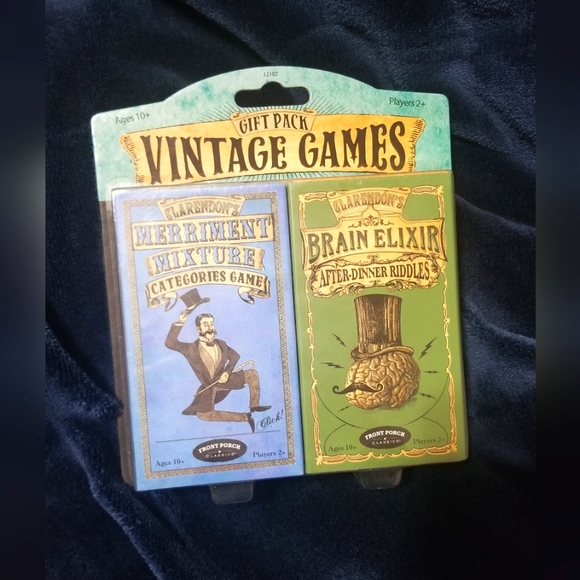 52102
Ages 10+
Players 2+
GIFT PACK
VINTAGE GAMES
CLARENDON'S
MERRIMENT
MIXTURE
CATEGORIES GAME
Click!
FRONT PORCH
CLASSICS
Ages 10+
Players 2+
CLARENDON'S
BRAIN ELIXIR
AFTER-DINNER RIDDLES
FRONT PORCH
CLASSICS
Ages 10+
Players 2+